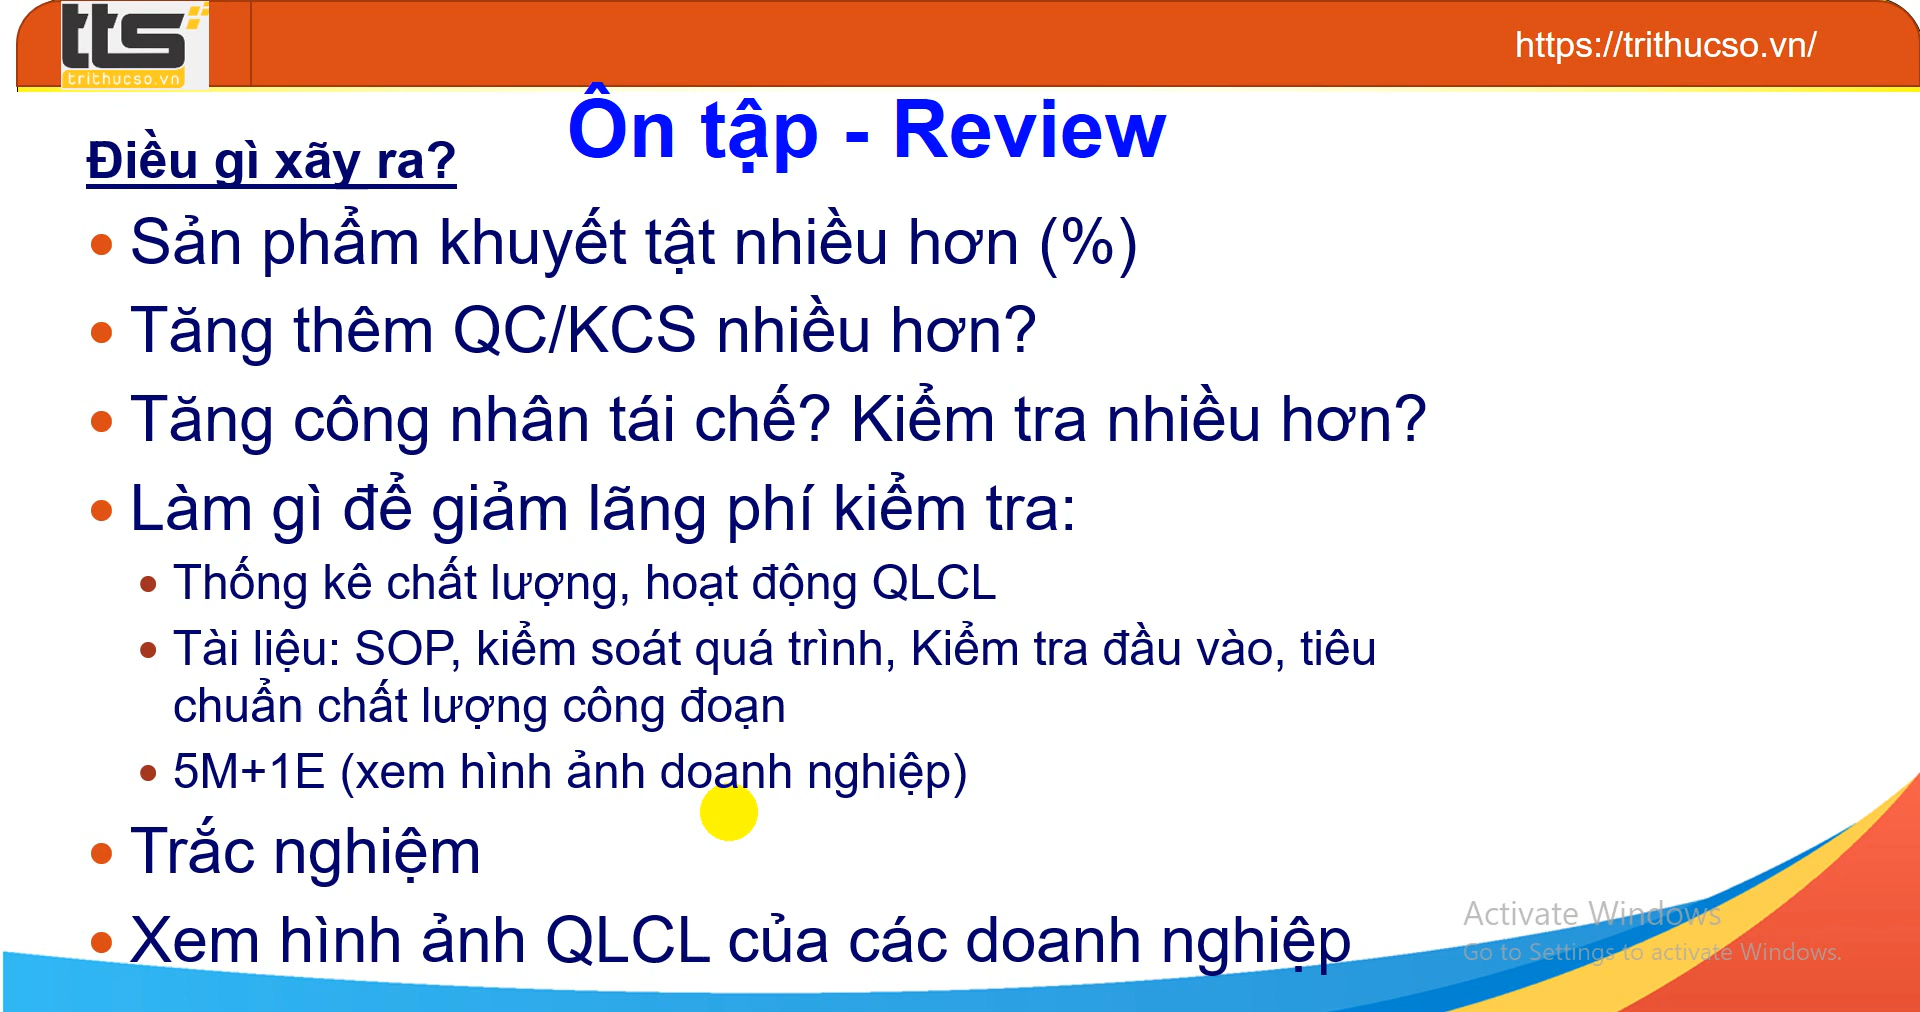 tts
trithucso.vn
https://trithucso.vn/
Ôn tập - Review
Điều gì xãy ra?
• Sản phẩm khuyết tật nhiều hơn (%)
• Tăng thêm QC/KCS nhiều hơn?
• Tăng công nhân tái chế? Kiểm tra nhiều hơn?
• Làm gì để giảm lãng phí kiểm tra:
• Thống kê chất lượng, hoạt động QLCL
• Tài liệu: SOP, kiểm soát quá trình, Kiểm tra đầu vào, tiêu
chuẩn chất lượng công đoạn
• 5M+1E (xem hình ảnh doanh nghiệp)
• Trắc nghiệm
• Xem hình ảnh QLCL của các doanh nghiệp
Activate Windows
Go to Settings to activate Windows.